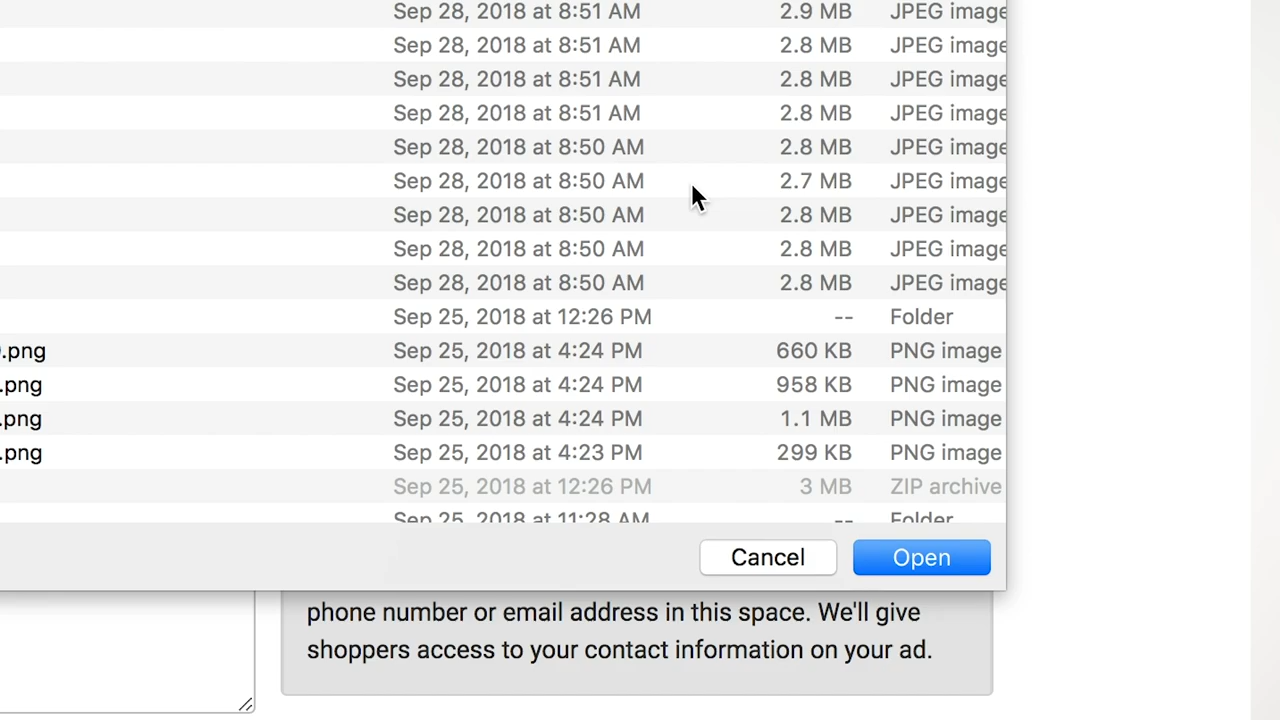 Sep 28, 2018 at 8:51 AM 2.9 MB JPEG image
Sep 28, 2018 at 8:51 AM 2.8 MB JPEG image
Sep 28, 2018 at 8:51 AM 2.8 MB JPEG image
Sep 28, 2018 at 8:51 AM 2.8 MB JPEG image
Sep 28, 2018 at 8:50 AM 2.8 MB JPEG image
Sep 28, 2018 at 8:50 AM 2.7 MB JPEG image
Sep 28, 2018 at 8:50 AM 2.8 MB JPEG image
Sep 28, 2018 at 8:50 AM 2.8 MB JPEG image
Sep 28, 2018 at 8:50 AM 2.8 MB JPEG image
Sep 25, 2018 at 12:26 PM -- Folder
.png Sep 25, 2018 at 4:24 PM 660 KB PNG image
.png Sep 25, 2018 at 4:24 PM 958 KB PNG image
.png Sep 25, 2018 at 4:24 PM 1.1 MB PNG image
.png Sep 25, 2018 at 4:23 PM 299 KB PNG image
Sep 25, 2018 at 12:26 PM 3 MB ZIP archive
Sep 25, 2018 at 11:28 AM -- Folder
Cancel Open
phone number or email address in this space. We'll give
shoppers access to your contact information on your ad.